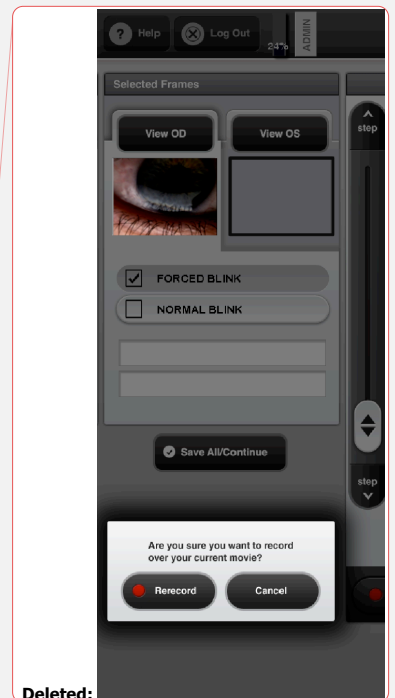 Help
Log Out
24%
ADMIN
Selected Frames
View OD
View OS
step
FORCED BLINK
NORMAL BLINK
Save All/Continue
step
Are you sure you want to record
over your current movie?
Rerecord
Cancel
Deleted: